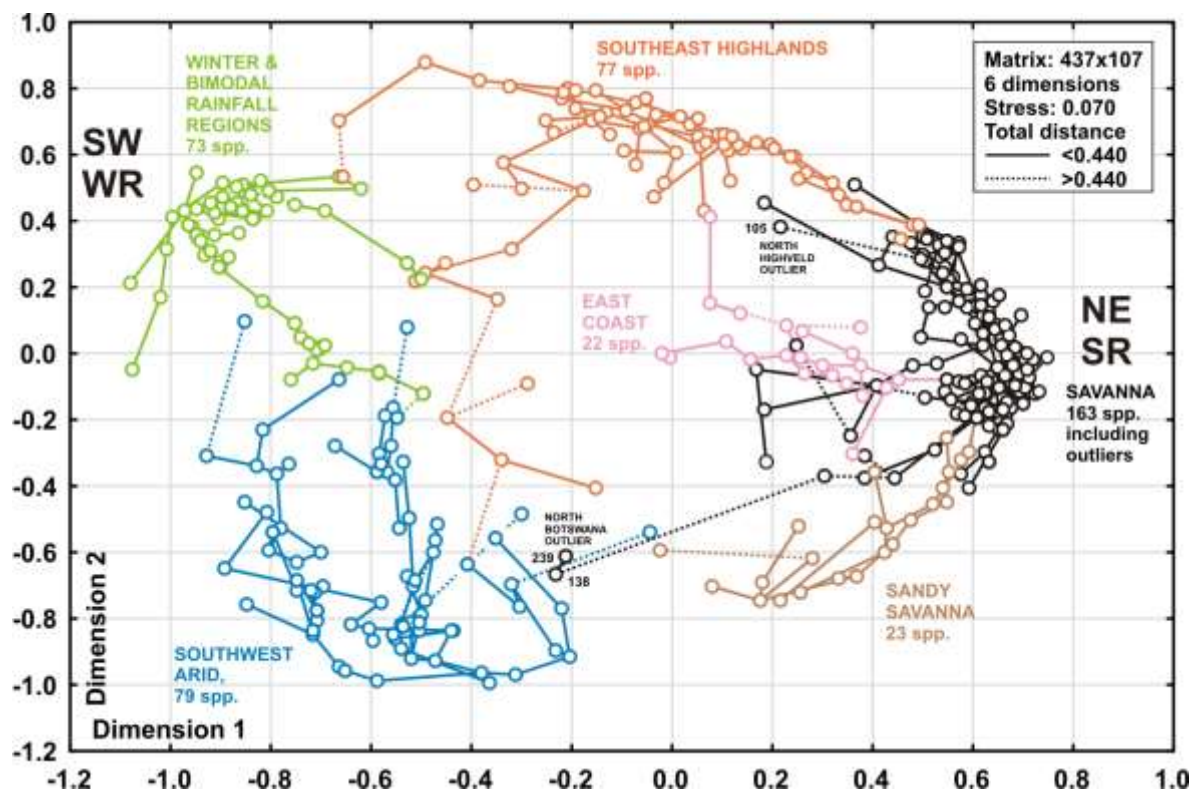 1.0
0.8
0.6
0.4
0.2
0.0
-0.2
-0.4
-0.6
-0.8
-1.0
-1.2
Dimension 2
WINTER &
BIMODAL
RAINFALL
REGIONS
73 spp.
SW
WR
SOUTHEAST HIGHLANDS
77 spp.
Matrix: 437x107
6 dimensions
Stress: 0.070
Total distance
<0.440
>0.440
105
NORTH
HIGHVELD
OUTLIER
EAST
COAST
22 spp.
NE
SR
SAVANNA
163 spp.
including
outliers
NORTH
BOTSWANA
OUTLIER
239
138
SANDY
SAVANNA
23 spp.
SOUTHWEST
ARID,
79 spp.
Dimension 1
-1.2
-1.0
-0.8
-0.6
-0.4
-0.2
0.0
0.2
0.4
0.6
0.8
1.0